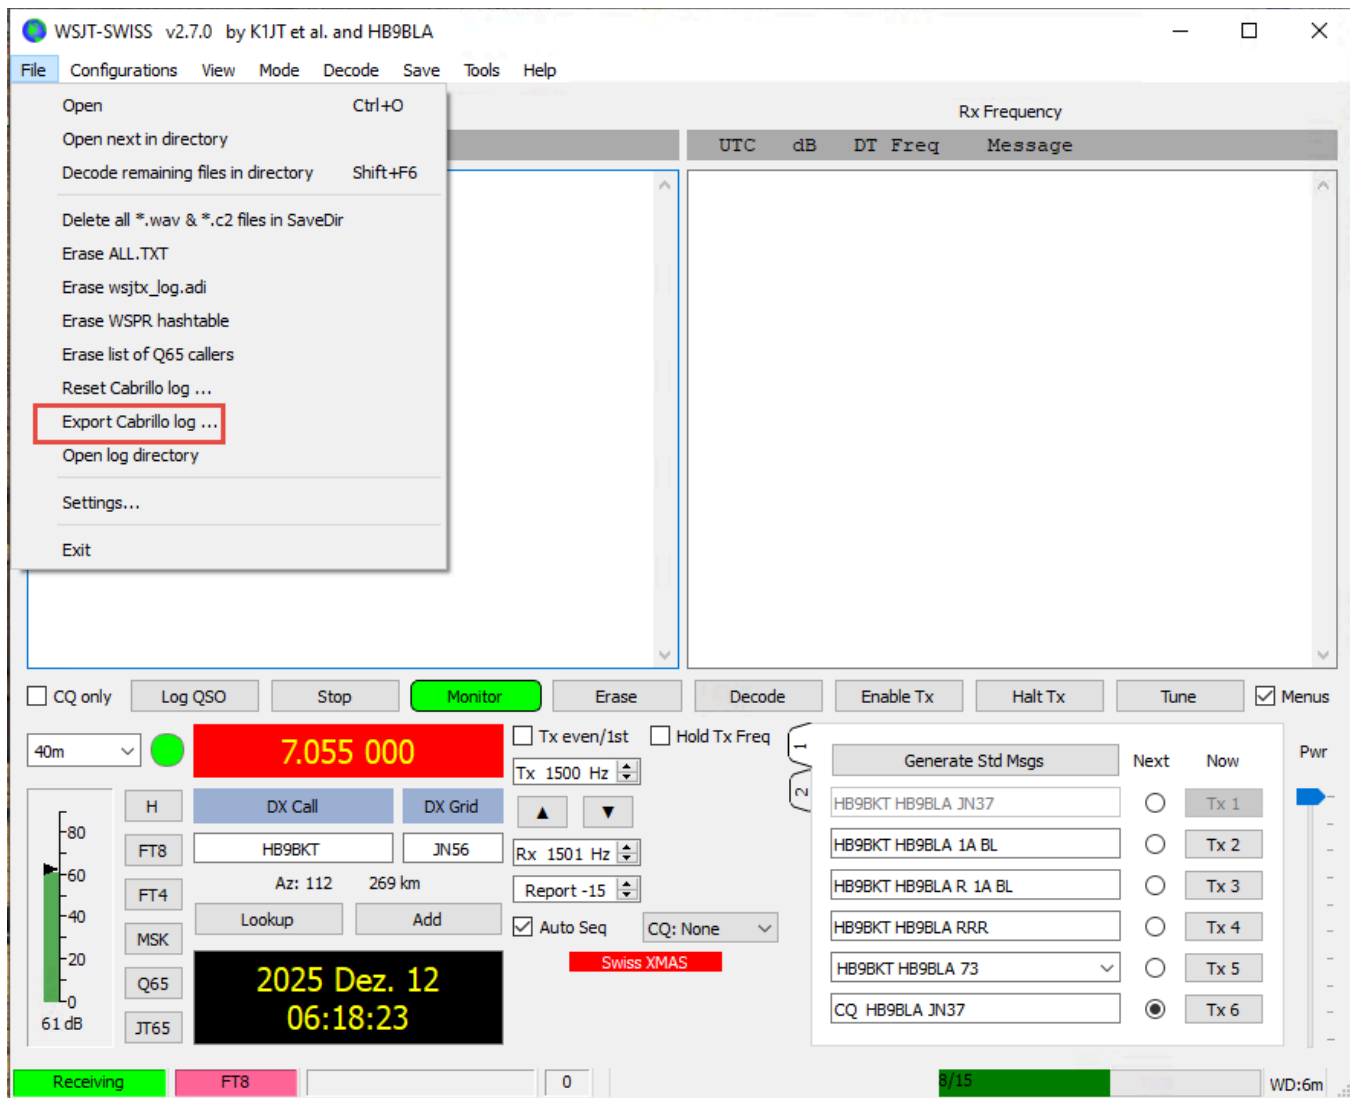 WSJT-SWISS v2.7.0 by K1JT et al. and HB9BLA
File Configurations View Mode Decode Save Tools Help
Open Ctrl+O
Open next in directory
Decode remaining files in directory Shift+F6
Delete all *.wav & *.c2 files in SaveDir
Erase ALL.TXT
Erase wsjtx_log.adi
Erase WSPR hashtable
Erase list of Q65 callers
Reset Cabrillo log ...
Export Cabrillo log ...
Open log directory
Settings...
Exit
Rx Frequency
UTC dB DT Freq Message
CQ only Log QSO Stop Monitor Erase Decode Enable Tx Halt Tx Tune Menus
40m
7.055 000
Tx even/1st Hold Tx Freq
Tx 1500 Hz
H
FT8
FT4
MSK
Q65
JT65
80
60
40
20
0
61 dB
DX Call DX Grid
HB9BKT JN56
Az: 112 269 km
Lookup Add
2025 Dez. 12
06:18:23
Rx 1501 Hz
Report -15
Auto Seq CQ: None
Swiss XMAS
1
2
Generate Std Msgs Next Now
HB9BKT HB9BLA JN37 Tx 1
HB9BKT HB9BLA 1A BL Tx 2
HB9BKT HB9BLA R 1A BL Tx 3
HB9BKT HB9BLA RRR Tx 4
HB9BKT HB9BLA 73 Tx 5
CQ HB9BLA JN37 Tx 6
Pwr
Receiving FT8 0 8/15 WD:6m